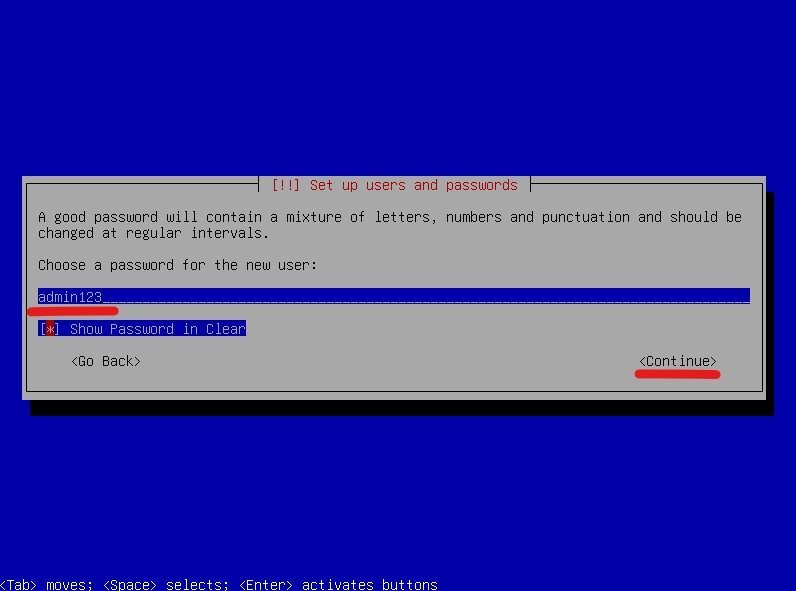 [!!] Set up users and passwords
A good password will contain a mixture of letters, numbers and punctuation and should be
changed at regular intervals.
Choose a password for the new user:
admin123
[*] Show Password in Clear
<Go Back> <Continue>
<Tab> moves; <Space> selects; <Enter> activates buttons